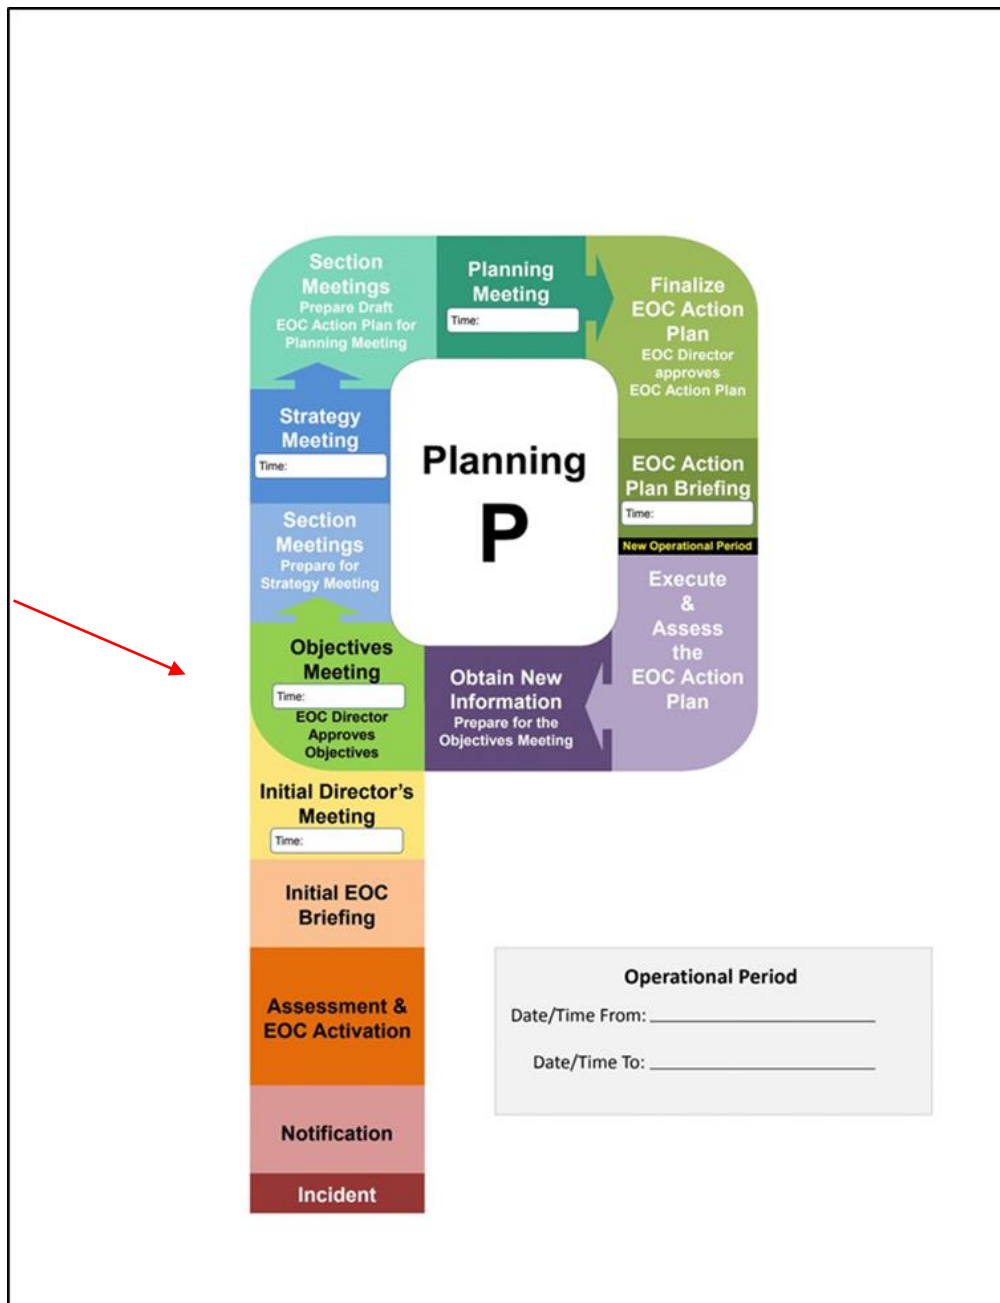 Section
Meetings
Prepare Draft
EOC Action Plan for
Planning Meeting
Planning
Meeting
Time:
Finalize
EOC Action
Plan
EOC Director
approves
EOC Action Plan
Strategy
Meeting
Time:
Planning
P
EOC Action
Plan Briefing
Time:
New Operational Period
Section
Meetings
Prepare for
Strategy Meeting
Execute
&
Assess
the
EOC Action
Plan
Objectives
Meeting
Time:
EOC Director
Approves
Objectives
Obtain New
Information
Prepare for the
Objectives Meeting
Initial Director's
Meeting
Time:
Initial EOC
Briefing
Assessment &
EOC Activation
Notification
Incident
Operational Period
Date/Time From:
Date/Time To: